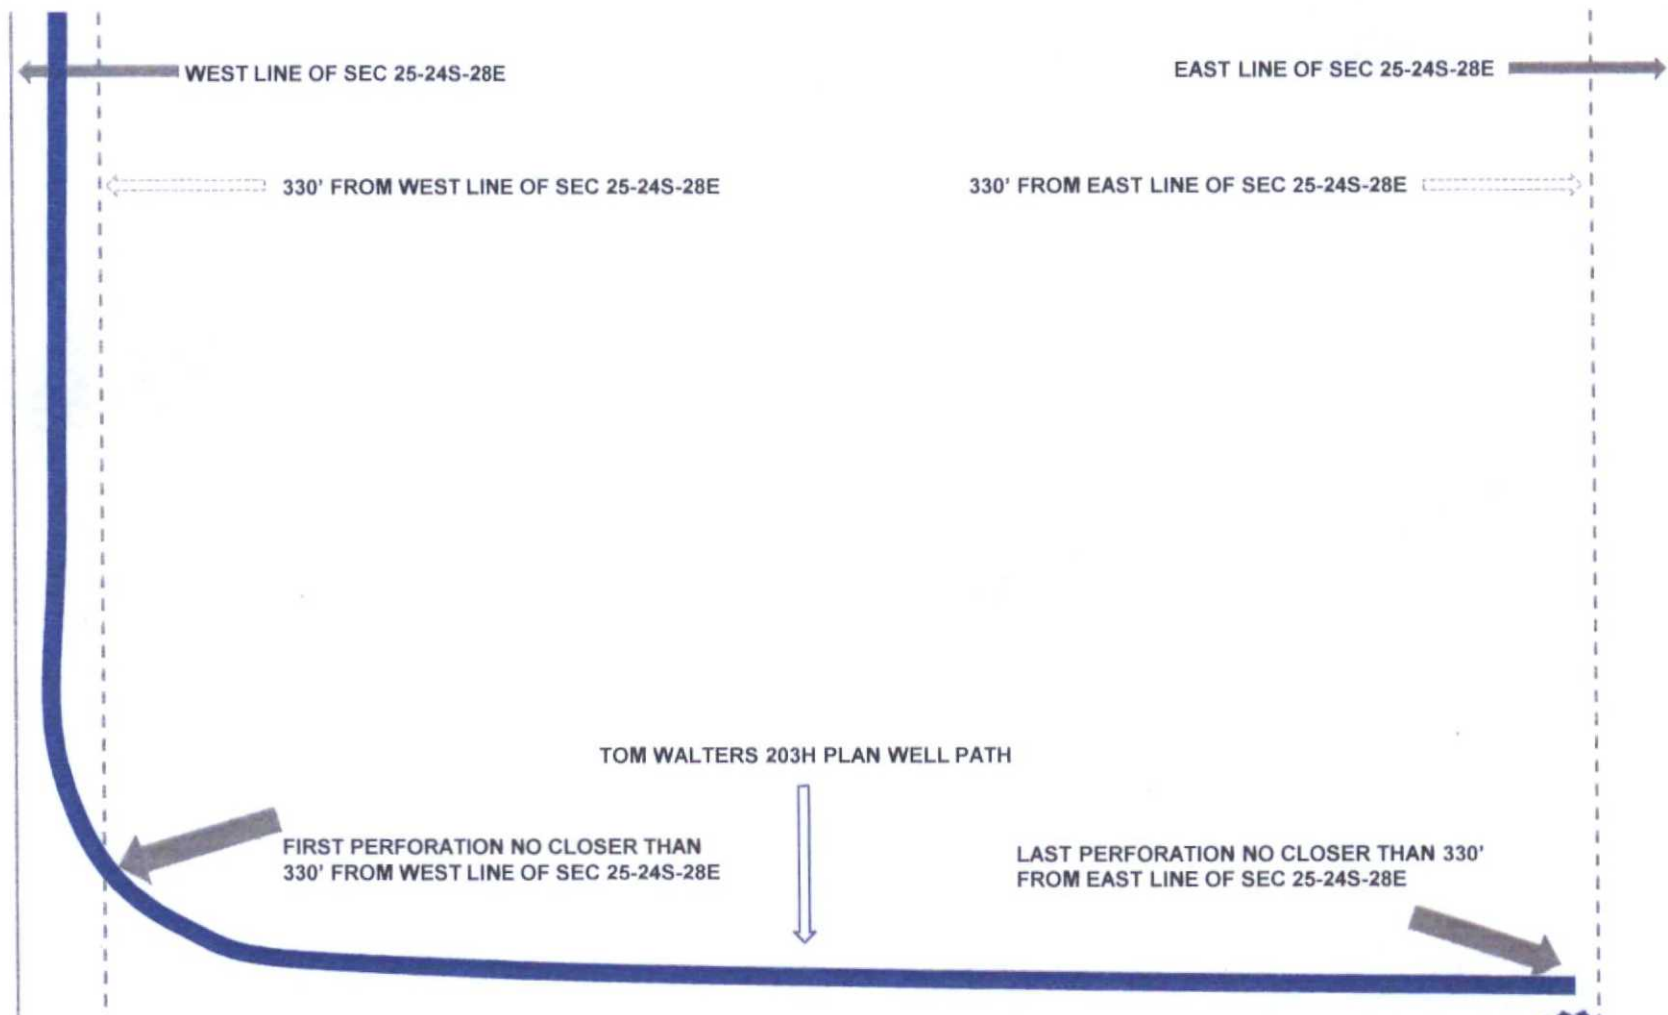 WEST LINE OF SEC 25-24S-28E
EAST LINE OF SEC 25-24S-28E
330' FROM WEST LINE OF SEC 25-24S-28E
330' FROM EAST LINE OF SEC 25-24S-28E
TOM WALTERS 203H PLAN WELL PATH
FIRST PERFORATION NO CLOSER THAN
330' FROM WEST LINE OF SEC 25-24S-28E
LAST PERFORATION NO CLOSER THAN 330'
FROM EAST LINE OF SEC 25-24S-28E